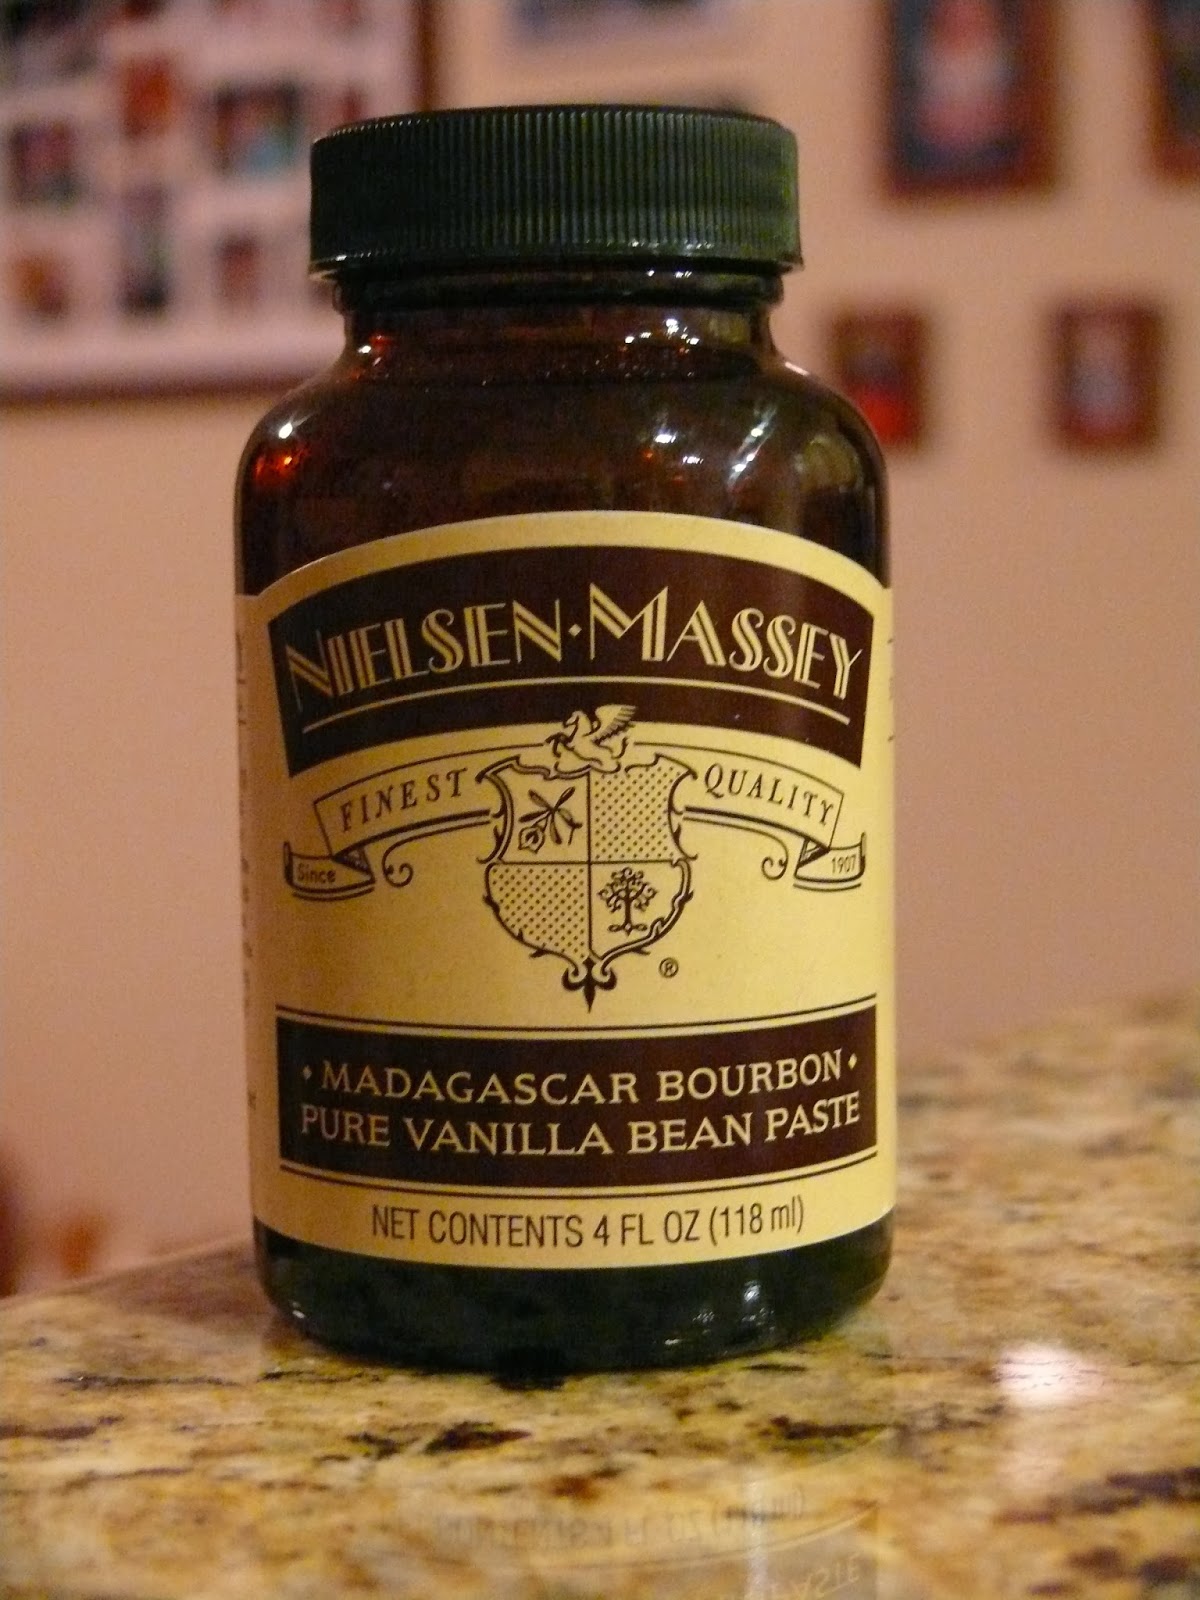 NIELSEN·MASSEY
FINEST QUALITY
Since 1907
®
·MADAGASCAR BOURBON·
PURE VANILLA BEAN PASTE
NET CONTENTS 4 FL OZ (118 ml)